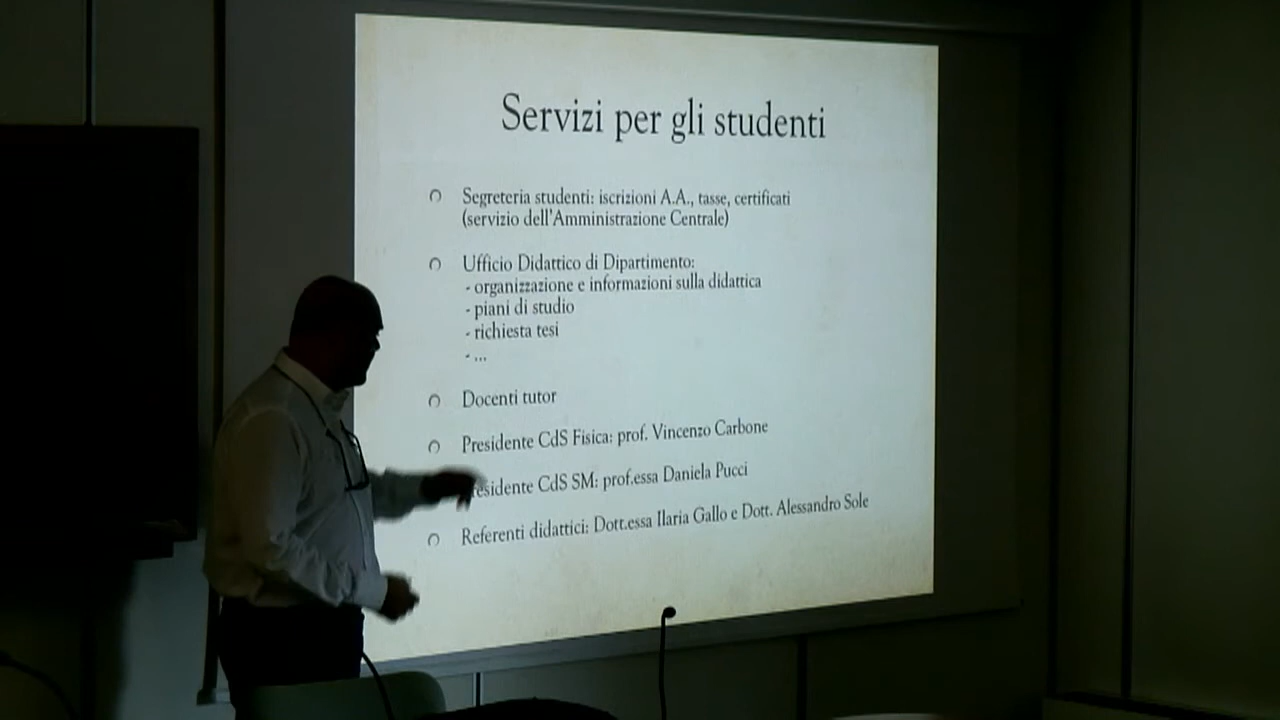 Servizi per gli studenti
Segreteria studenti: iscrizioni A.A., tasse, certificati
(servizio dell'Amministrazione Centrale)
Ufficio Didattico di Dipartimento:
- organizzazione e informazioni sulla didattica
- piani di studio
- richiesta tesi
- ...
Docenti tutor
Presidente CdS Fisica: prof. Vincenzo Carbone
residente CdS SM: prof.essa Daniela Pucci
Referenti didattici: Dott.essa Ilaria Gallo e Dott. Alessandro Sole